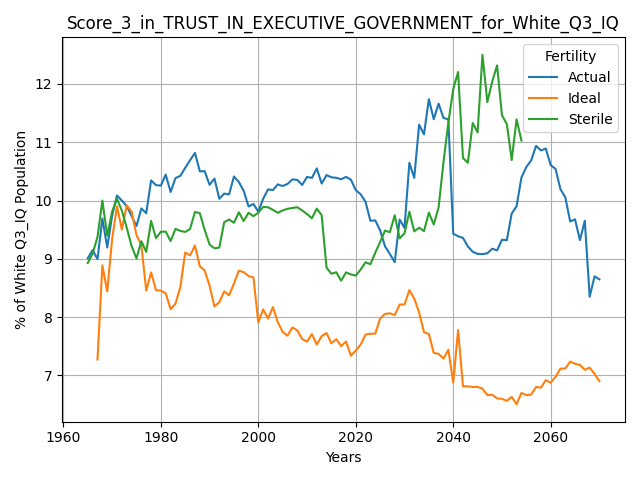 Score_3_in_TRUST_IN_EXECUTIVE_GOVERNMENT_for_White_Q3_IQ
Fertility
Actual
Ideal
Sterile
% of White Q3_IQ Population
12
11
10
9
8
7
1960
1980
2000
2020
2040
2060
Years